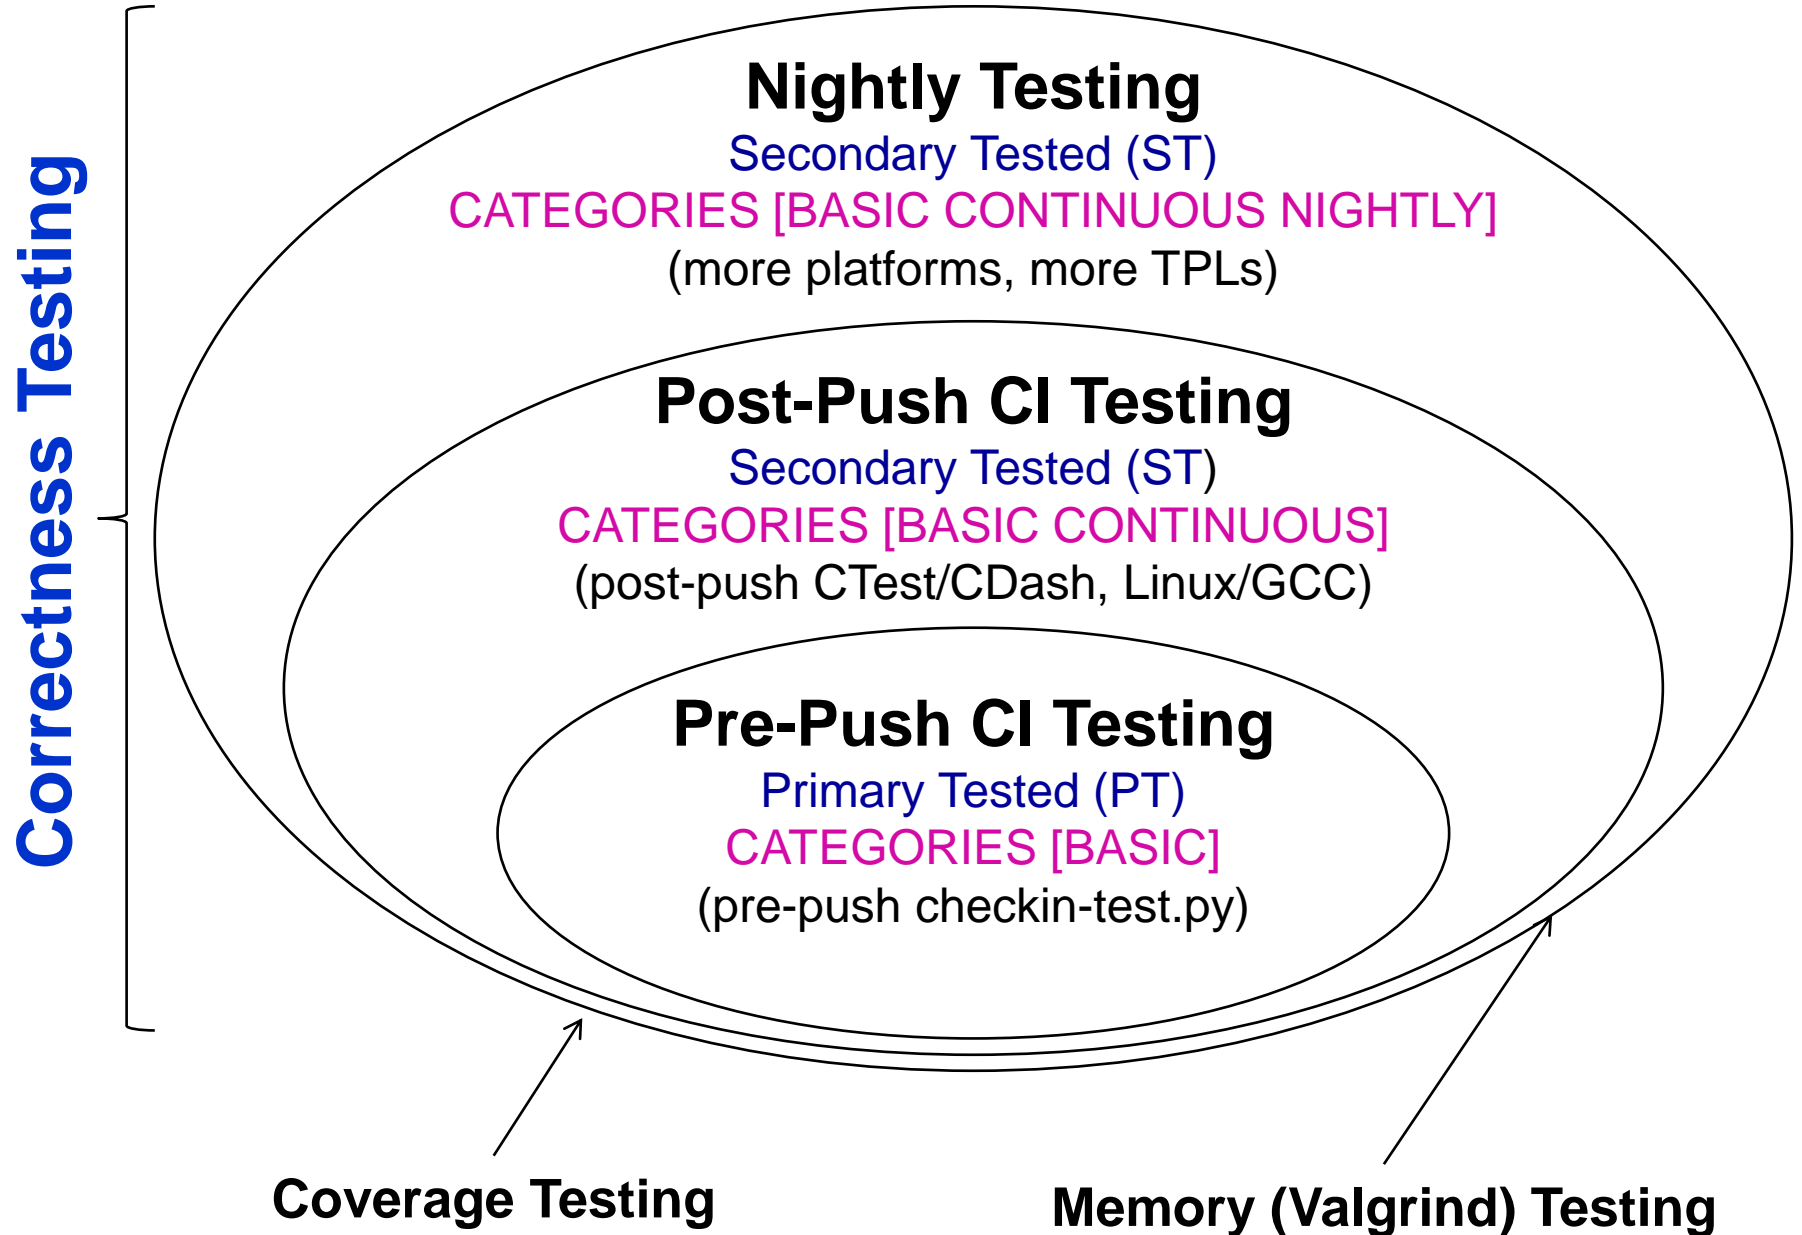 Correctness Testing
Nightly Testing
Secondary Tested (ST)
CATEGORIES [BASIC CONTINUOUS NIGHTLY]
(more platforms, more TPLs)
Post-Push CI Testing
Secondary Tested (ST)
CATEGORIES [BASIC CONTINUOUS]
(post-push CTest/CDash, Linux/GCC)
Pre-Push CI Testing
Primary Tested (PT)
CATEGORIES [BASIC]
(pre-push checkin-test.py)
Coverage Testing
Memory (Valgrind) Testing